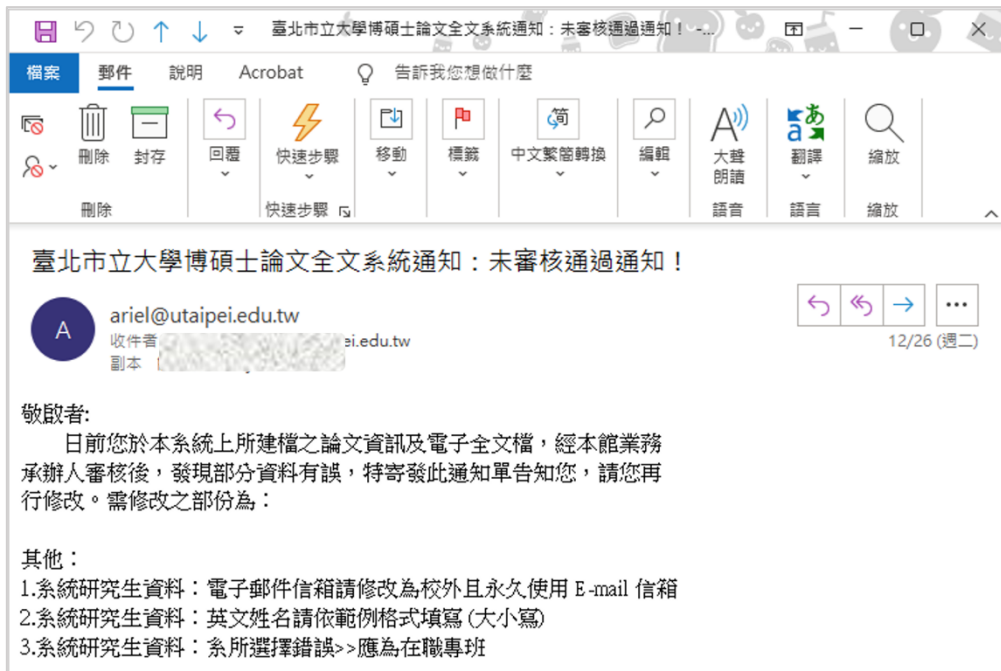 臺北市立大學博碩士論文全文系統通知：未審核通過通知！ -...
檔案 郵件 說明 Acrobat 告訴我您想做什麼
刪除 封存 回覆 快速步驟 移動 標籤 中文繁簡轉換 編輯 大聲朗讀 翻譯 縮放
刪除 快速步驟 語音 語言 縮放
臺北市立大學博碩士論文全文系統通知：未審核通過通知！
A
ariel@utaipei.edu.tw
收件者 ei.edu.tw
副本
12/26 (週二)
敬啟者:
日前您於本系統上所建檔之論文資訊及電子全文檔，經本館業務
承辦人審核後，發現部分資料有誤，特寄發此通知單告知您，請您再
行修改。需修改之部份為：
其他：
1.系統研究生資料：電子郵件信箱請修改為校外且永久使用 E-mail 信箱
2.系統研究生資料：英文姓名請依範例格式填寫 (大小寫)
3.系統研究生資料：系所選擇錯誤>>應為在職專班